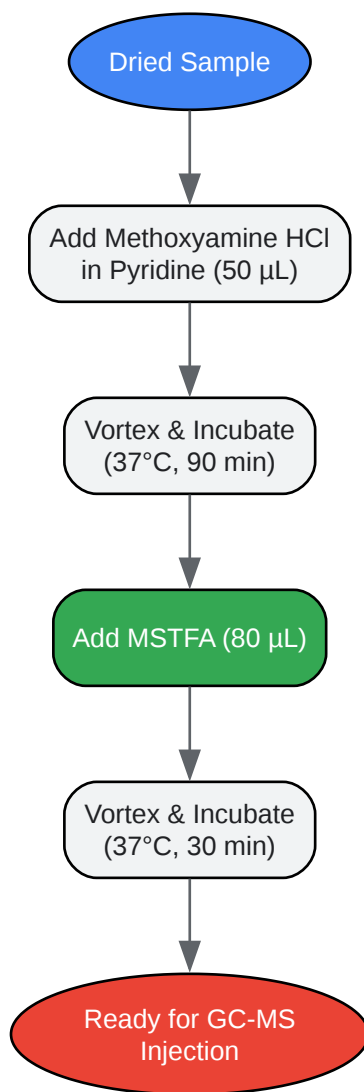 Dried Sample
Add Methoxyamine HCl
in Pyridine (50 µL)
Vortex & Incubate
(37°C, 90 min)
Add MSTFA (80 µL)
Vortex & Incubate
(37°C, 30 min)
Ready for GC-MS
Injection